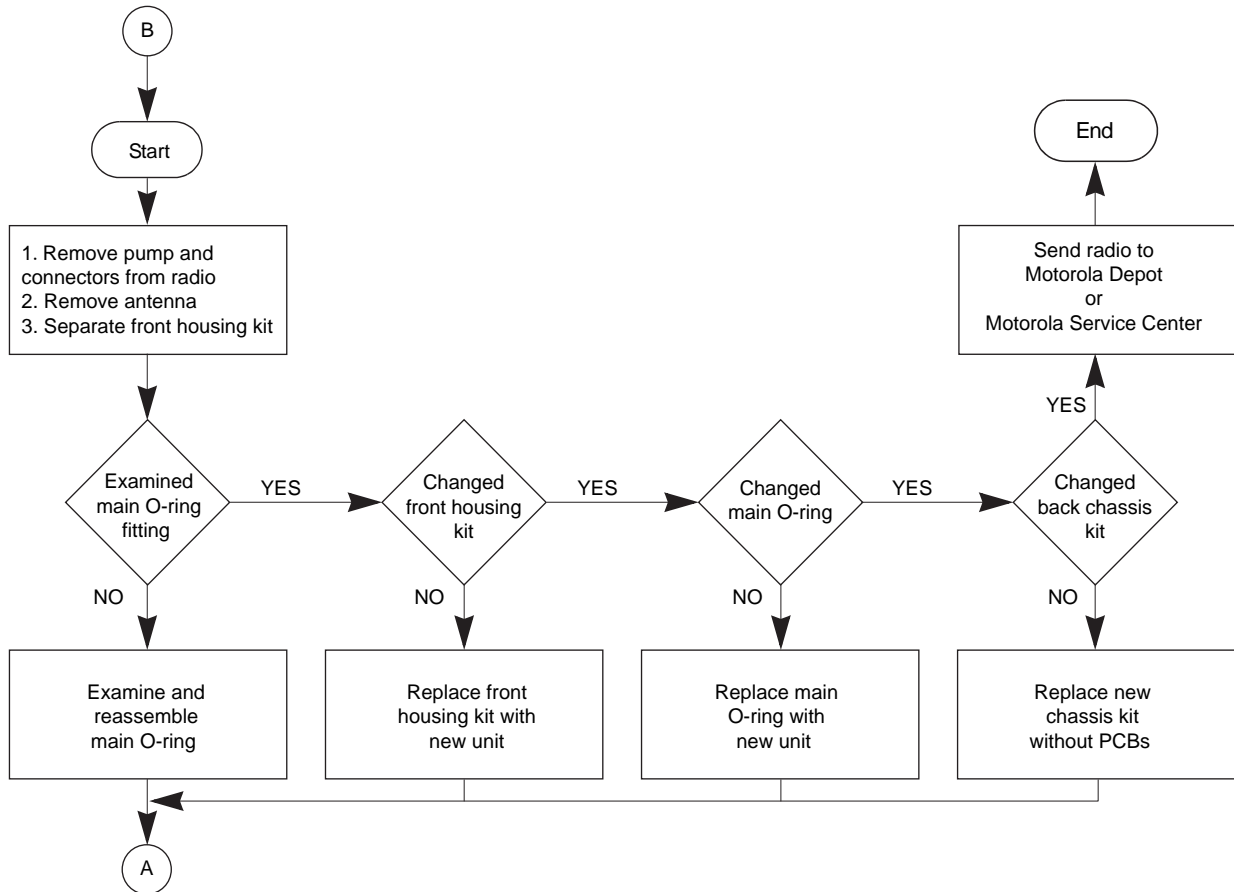 B
Start
End
1. Remove pump and
connectors from radio
2. Remove antenna
3. Separate front housing kit
Send radio to
Motorola Depot
or
Motorola Service Center
YES
Examined
main O-ring
fitting
YES
Changed
front housing
kit
YES
Changed
main O-ring
YES
Changed
back chassis
kit
NO
NO
NO
NO
Examine and
reassemble
main O-ring
Replace front
housing kit with
new unit
Replace main
O-ring with
new unit
Replace new
chassis kit
without PCBs
A